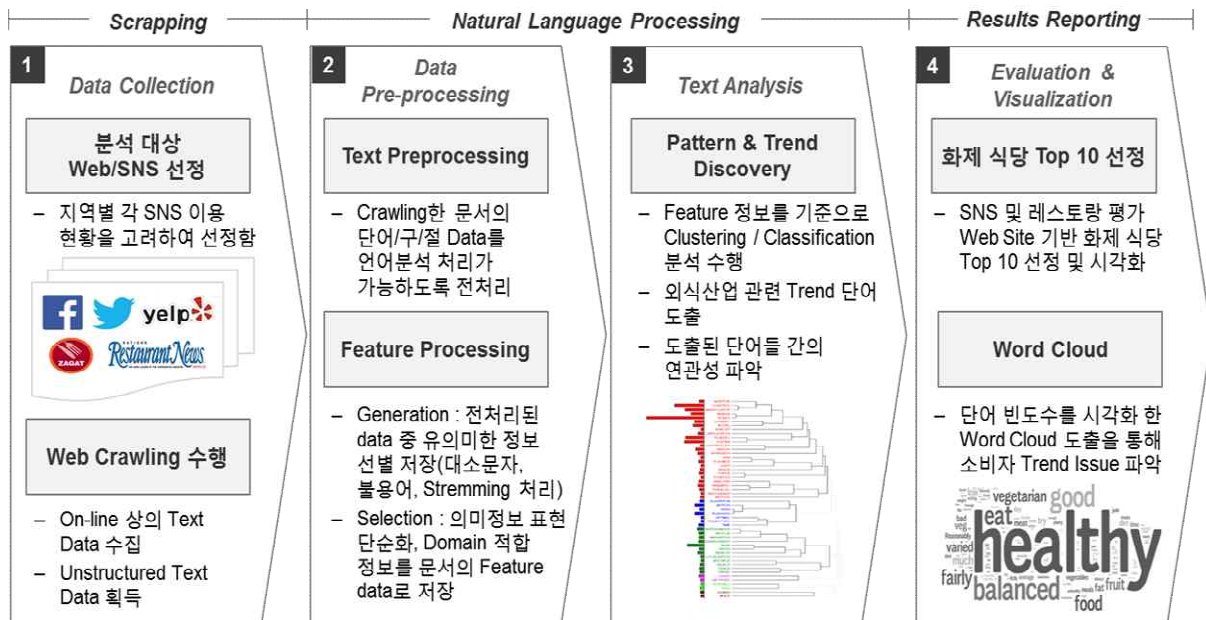 Scrapping
Natural Language Processing
Results Reporting
1
Data Collection
분석 대상
Web/SNS 선정
– 지역별 각 SNS 이용
현황을 고려하여 선정함
f
yelp
ZAGAT
NATION'S
Restaurant News
Web Crawling 수행
– On-line 상의 Text
Data 수집
– Unstructured Text
Data 획득
2
Data
Pre-processing
Text Preprocessing
– Crawling한 문서의
단어/구/절 Data를
언어분석 처리가
가능하도록 전처리
Feature Processing
– Generation : 전처리된
data 중 유의미한 정보
선별 저장(대소문자,
불용어, Stremming 처리)
– Selection : 의미정보 표현
단순화, Domain 적합
정보를 문서의 Feature
data로 저장
3
Text Analysis
Pattern & Trend
Discovery
– Feature 정보를 기준으로
Clustering / Classification
분석 수행
– 외식산업 관련 Trend 단어
도출
– 도출된 단어들 간의
연관성 파악
4
Evaluation &
Visualization
화제 식당 Top 10 선정
– SNS 및 레스토랑 평가
Web Site 기반 화제 식당
Top 10 선정 및 시각화
Word Cloud
– 단어 빈도수를 시각화 한
Word Cloud 도출을 통해
소비자 Trend Issue 파악
vegetarian
good
eat
healthy
varied
much
fairly
balanced
fat
fruit
food